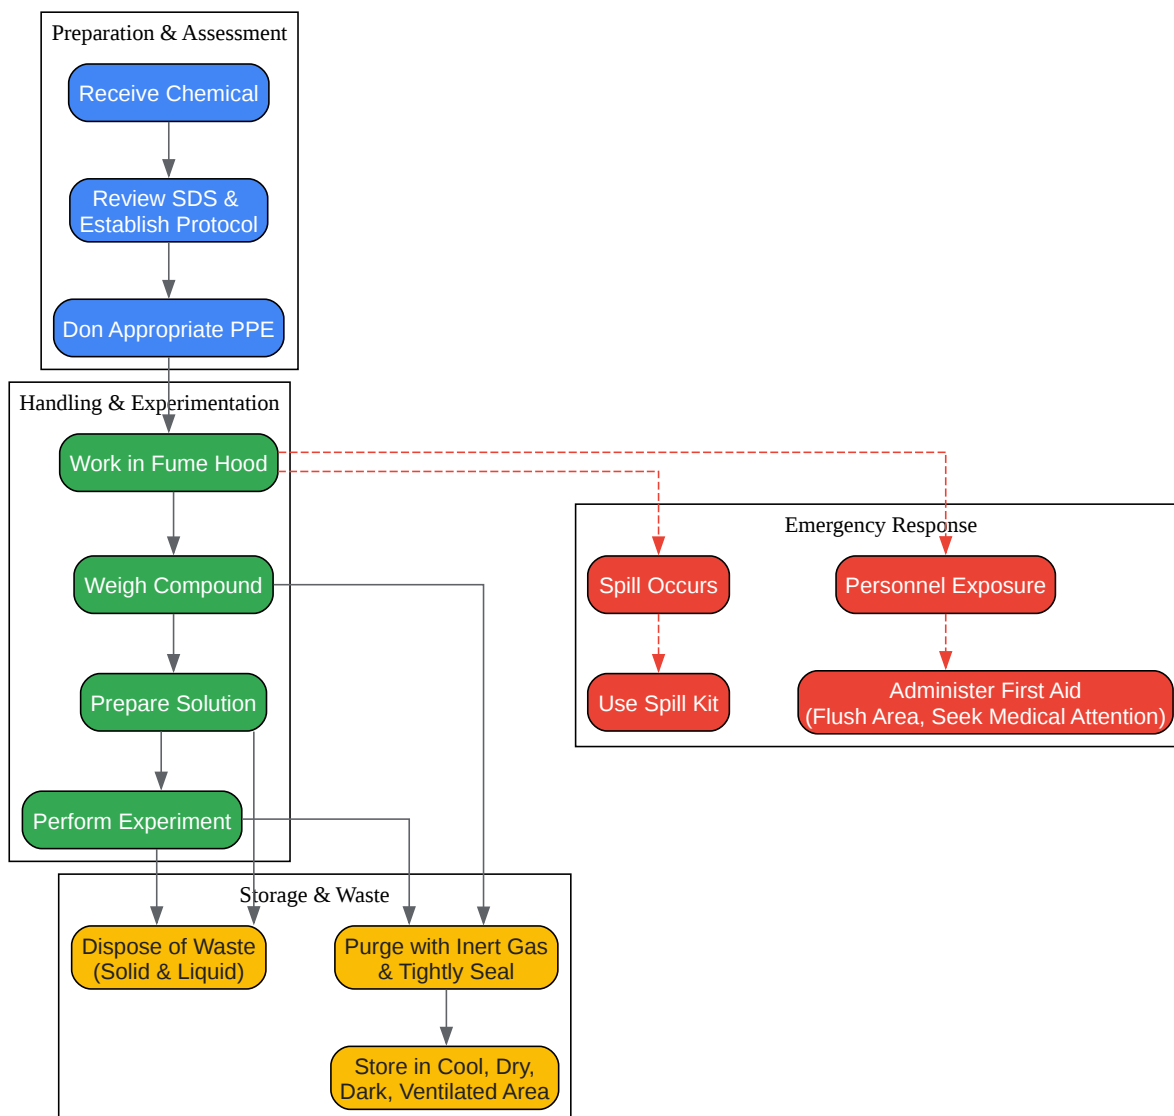 Preparation & Assessment
Receive Chemical
Review SDS &
Establish Protocol
Don Appropriate PPE
Handling & Experimentation
Work in Fume Hood
Weigh Compound
Prepare Solution
Perform Experiment
Emergency Response
Spill Occurs
Personnel Exposure
Use Spill Kit
Administer First Aid
(Flush Area, Seek Medical Attention)
Storage & Waste
Dispose of Waste
(Solid & Liquid)
Purge with Inert Gas
& Tightly Seal
Store in Cool, Dry,
Dark, Ventilated Area